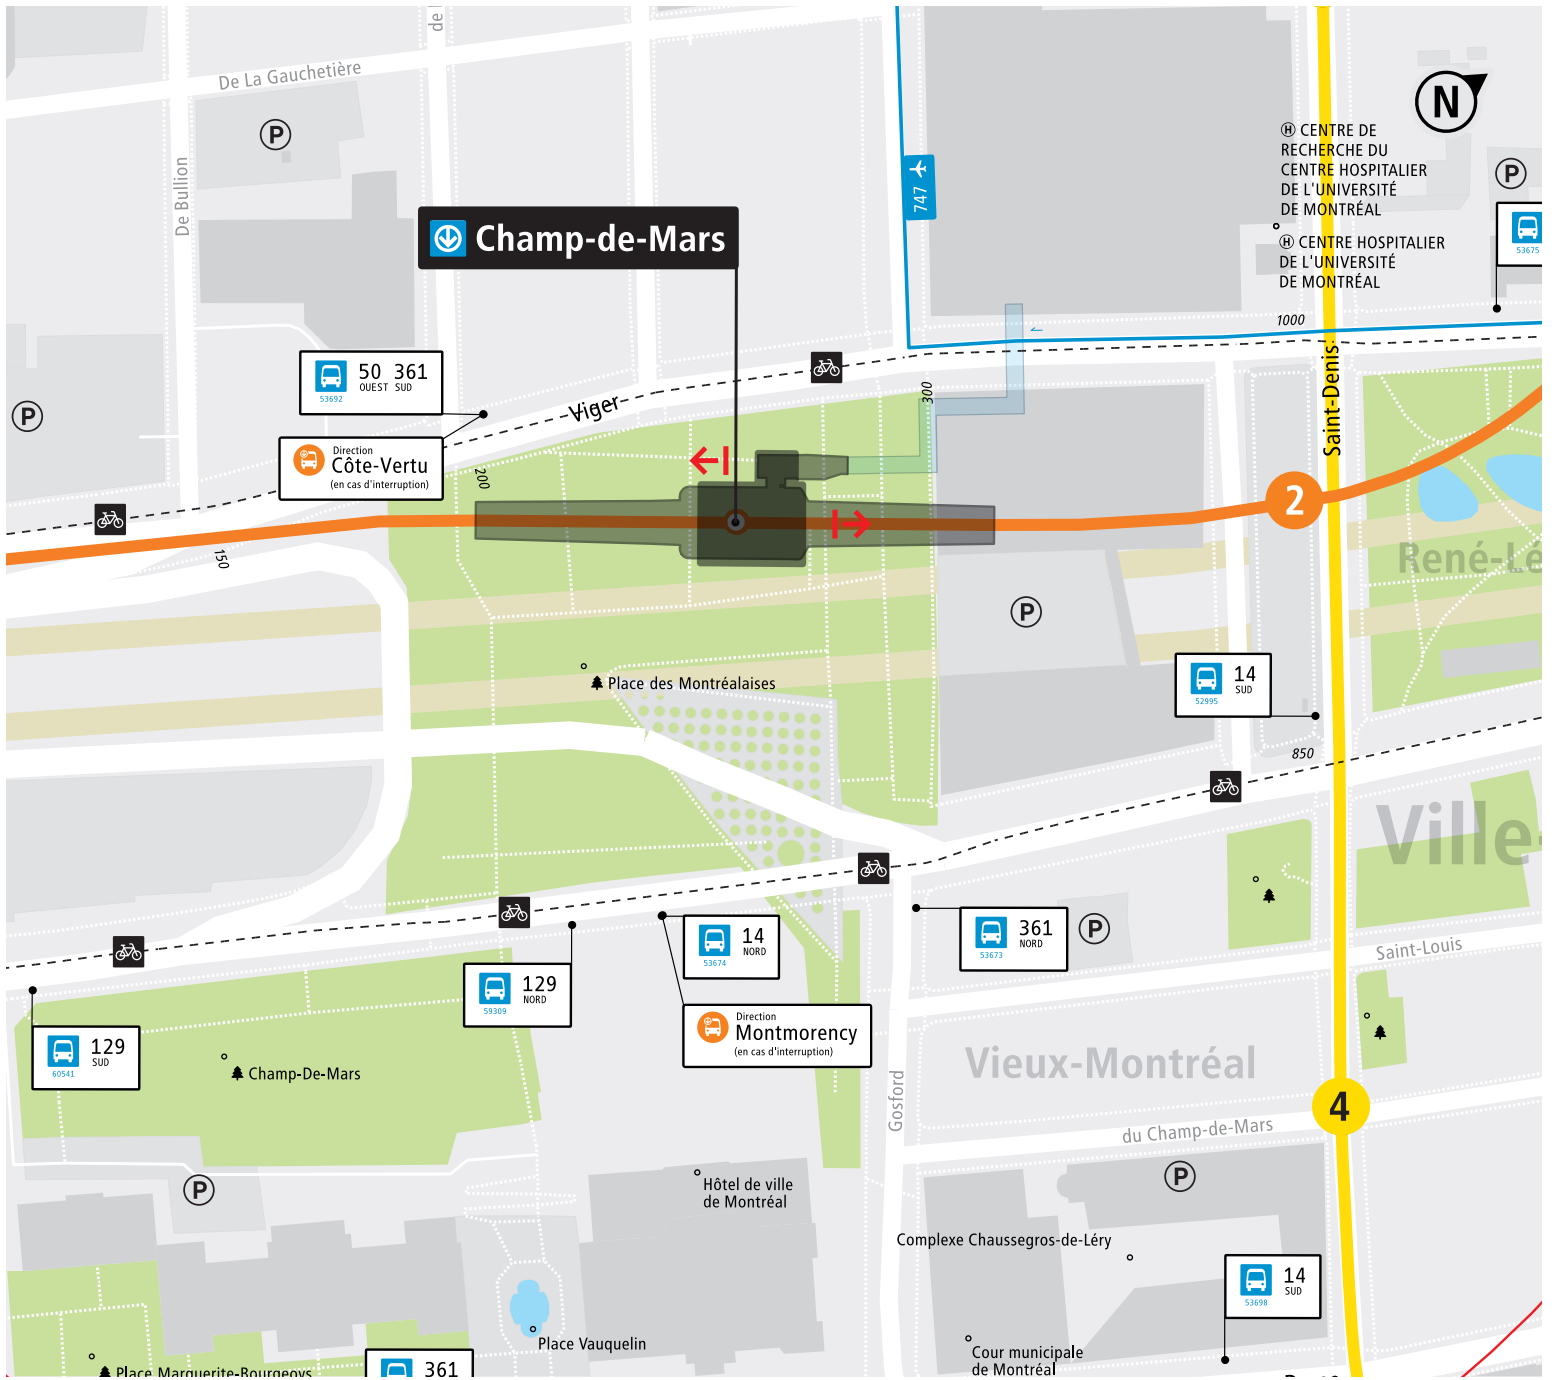 De La Gauchetière
De Bullion
P
N
H CENTRE DE
RECHERCHE DU
CENTRE HOSPITALIER
DE L'UNIVERSITÉ
DE MONTRÉAL
H CENTRE HOSPITALIER
DE L'UNIVERSITÉ
DE MONTRÉAL
P
747
53675
Champ-de-Mars
1000
50 361
OUEST SUD
53692
Direction
Côte-Vertu
(en cas d'interruption)
P
Viger
300
200
150
Saint-Denis
2
René-Lé
P
Place des Montréalaises
14
SUD
52995
850
Ville-
129
NORD
59309
14
NORD
53674
361
NORD
53673
P
Saint-Louis
Direction
Montmorency
(en cas d'interruption)
129
SUD
60541
Champ-De-Mars
Gosford
Vieux-Montréal
4
du Champ-de-Mars
P
P
Hôtel de ville
de Montréal
Complexe Chaussegros-de-Léry
14
SUD
53698
Place Vauquelin
Cour municipale
de Montréal
Place Marguerite-Bourgeoys
361